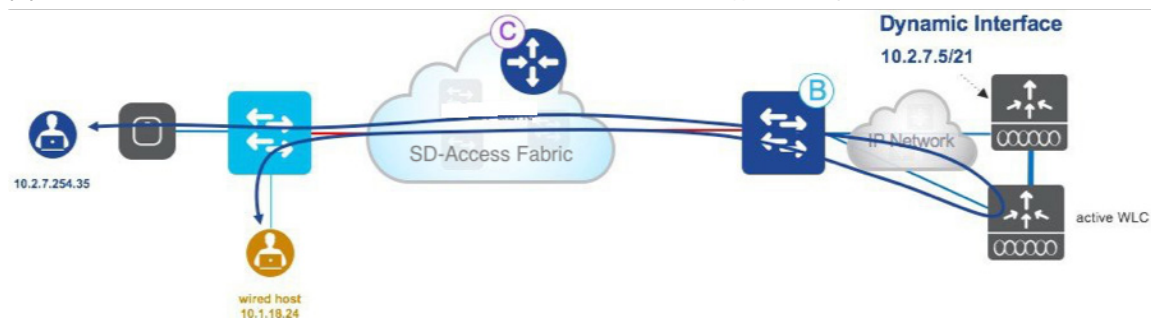 Dynamic Interface
10.2.7.5/21
C
B
SD-Access Fabric
IP Network
10.2.7.254.35
active WLC
wired host
10.1.18.24